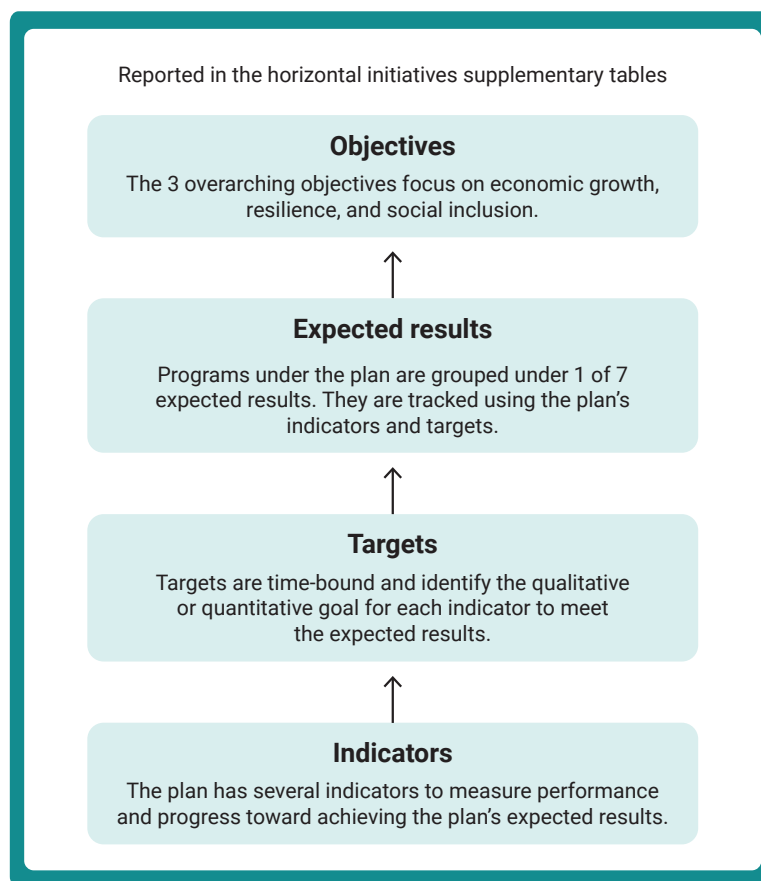 Reported in the horizontal initiatives supplementary tables
Objectives
The 3 overarching objectives focus on economic growth,
resilience, and social inclusion.
Expected results
Programs under the plan are grouped under 1 of 7
expected results. They are tracked using the plan’s
indicators and targets.
Targets
Targets are time-bound and identify the qualitative
or quantitative goal for each indicator to meet
the expected results.
Indicators
The plan has several indicators to measure performance
and progress toward achieving the plan’s expected results.